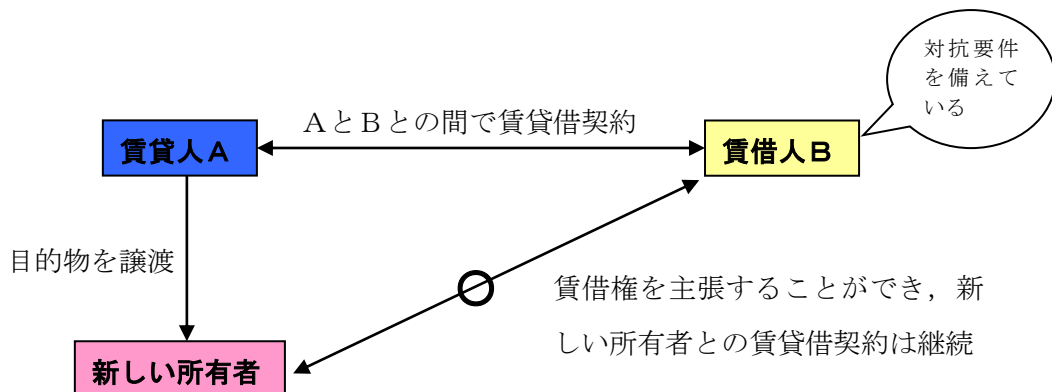 対抗要件
を備えて
いる
AとBとの間で賃貸借契約
賃貸人A
賃借人B
目的物を譲渡
賃借権を主張することができ，新
しい所有者との賃貸借契約は継続
新しい所有者